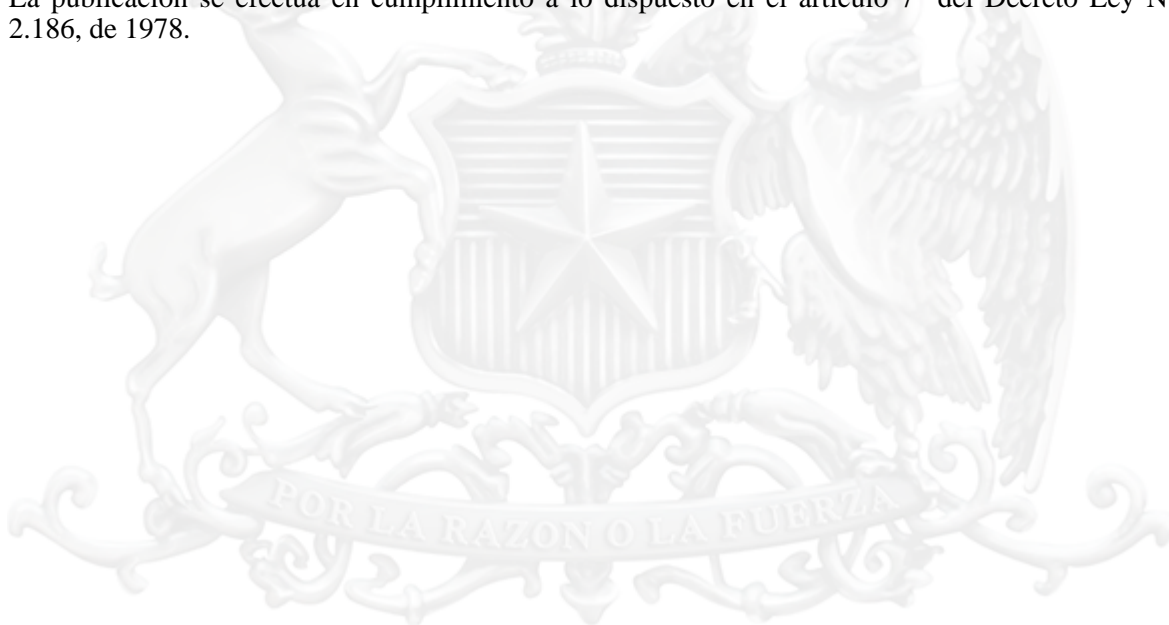 La publicación se efectúa en cumplimiento a lo dispuesto en el artículo 7° del Decreto Ley N
2.186, de 1978.
POR LA RAZON O LA FUERZA